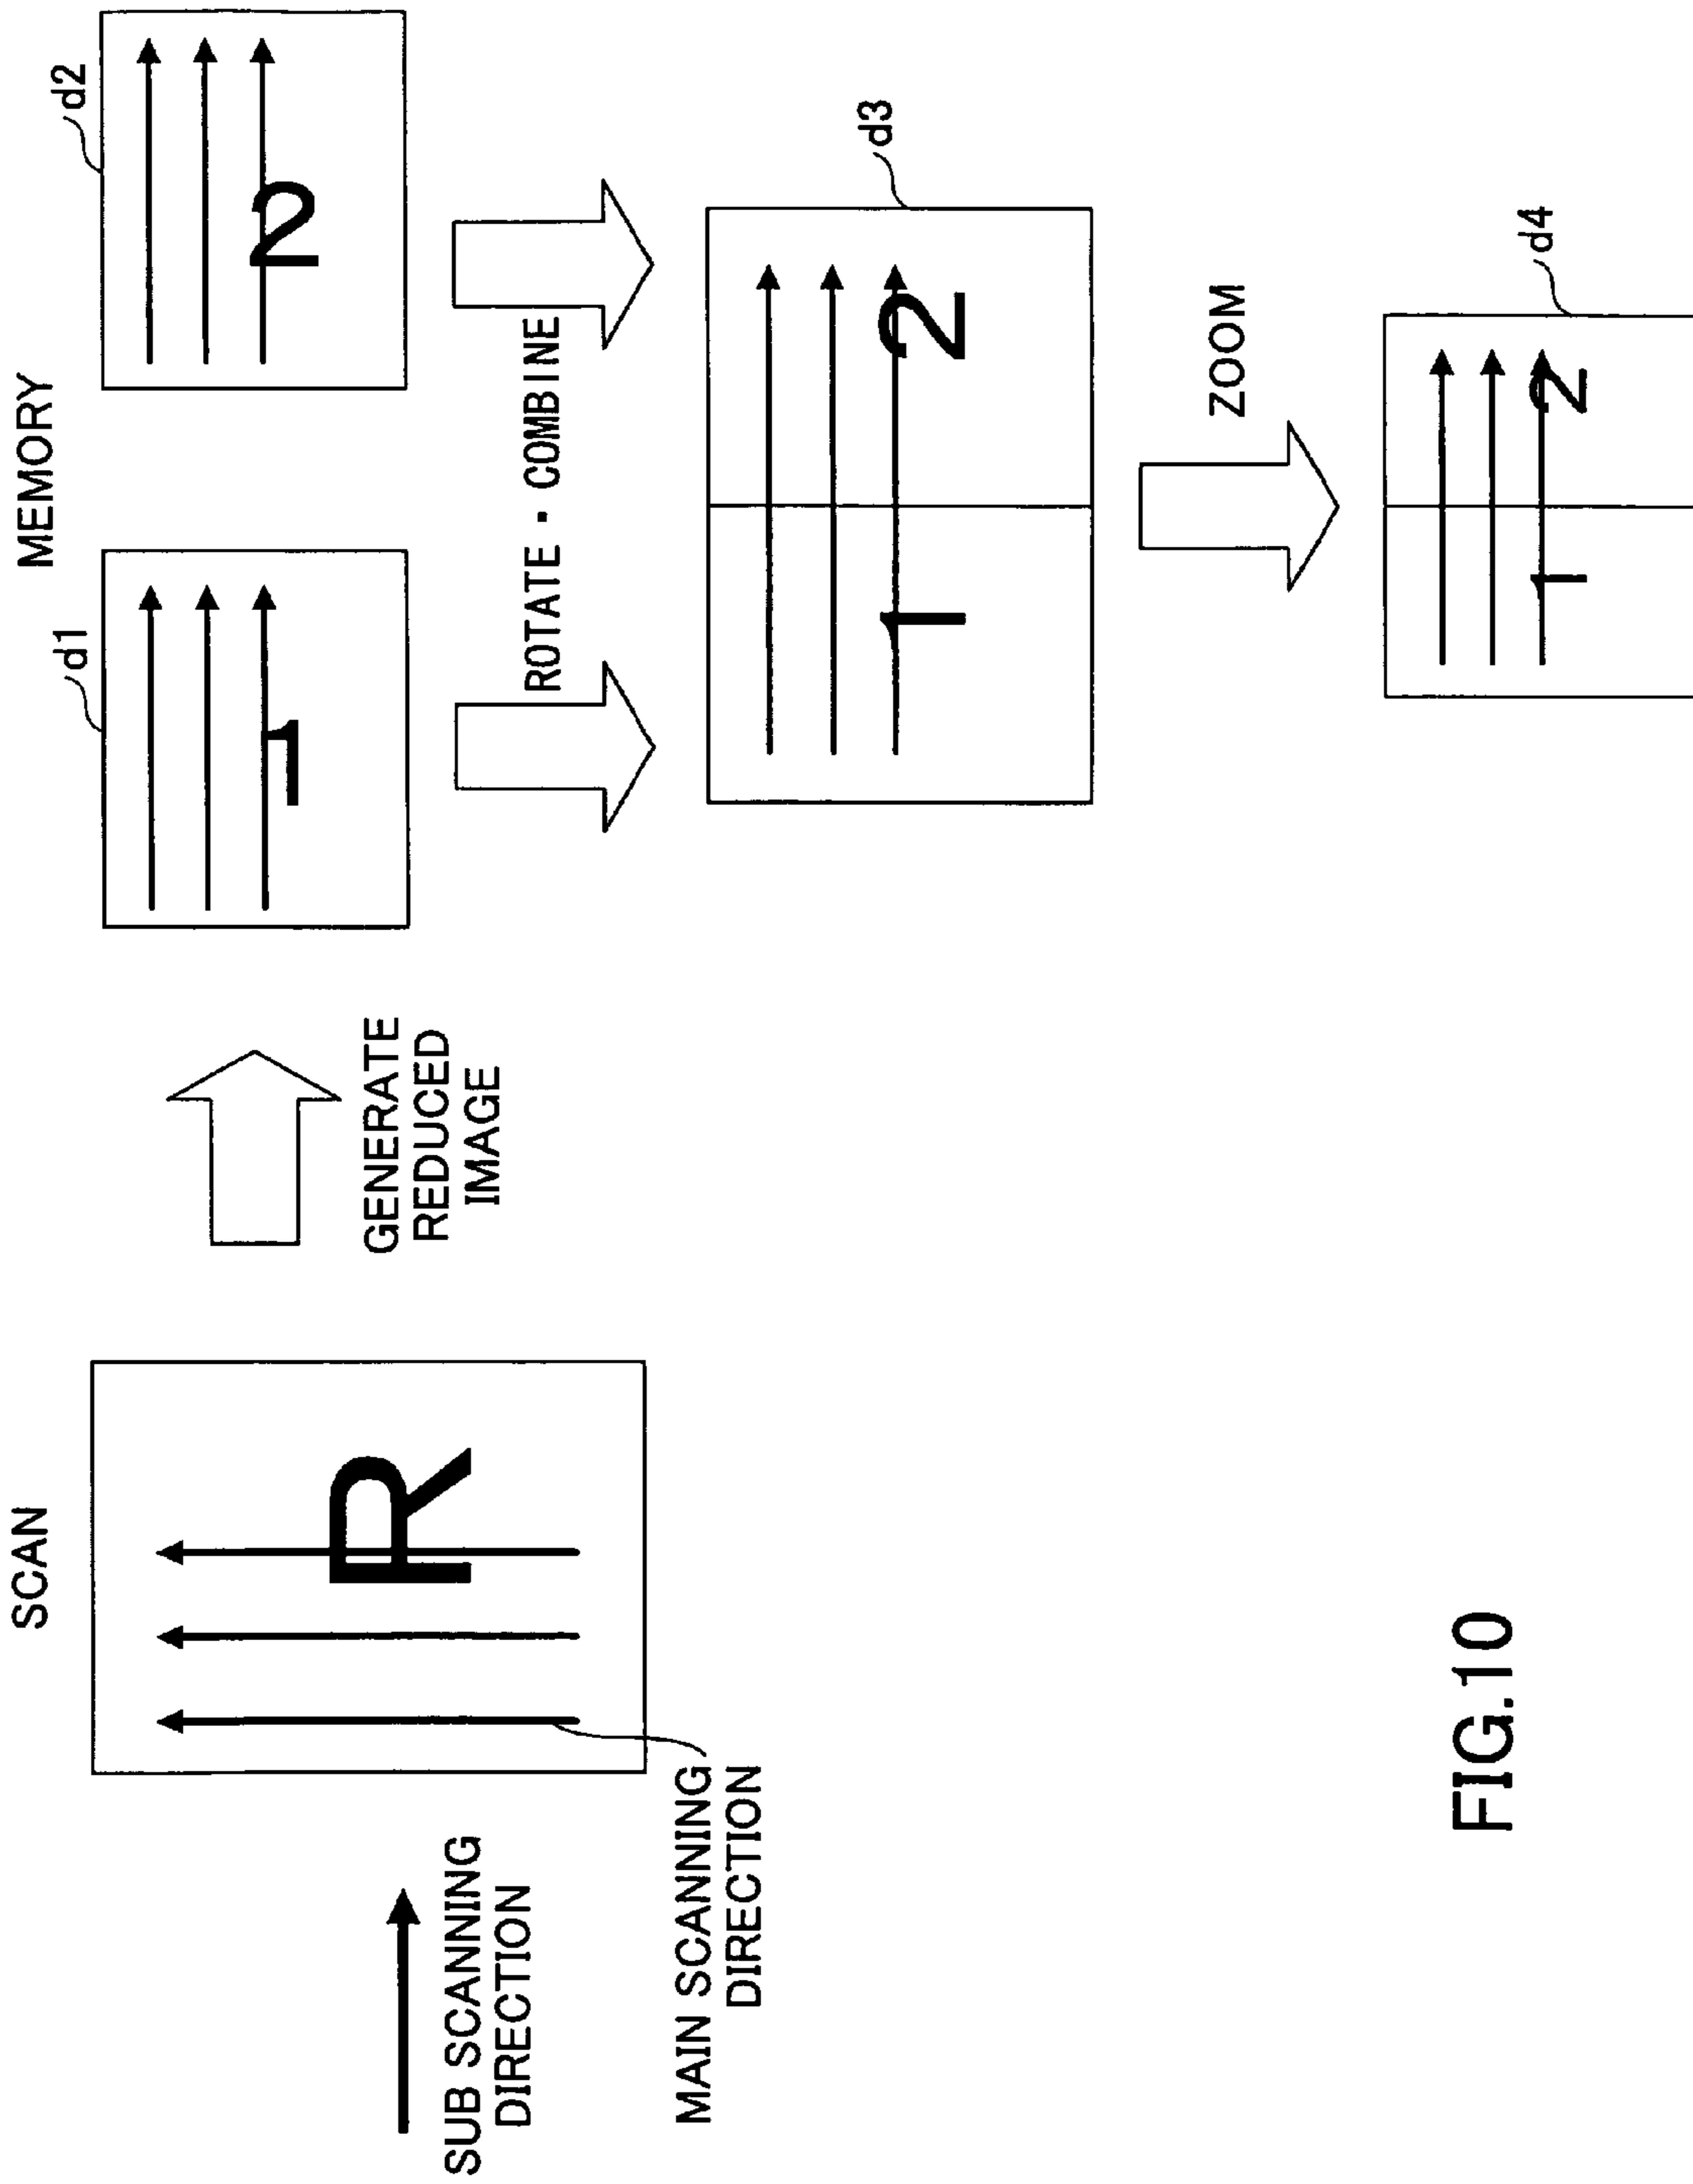 SCAN
MEMORY
d1
d2
R
1
2
SUB SCANNING
DIRECTION
GENERATE
REDUCED
IMAGE
ROTATE・COMBINE
MAIN SCANNING
DIRECTION
d3
1
2
ZOOM
d4
1
2
FIG.10